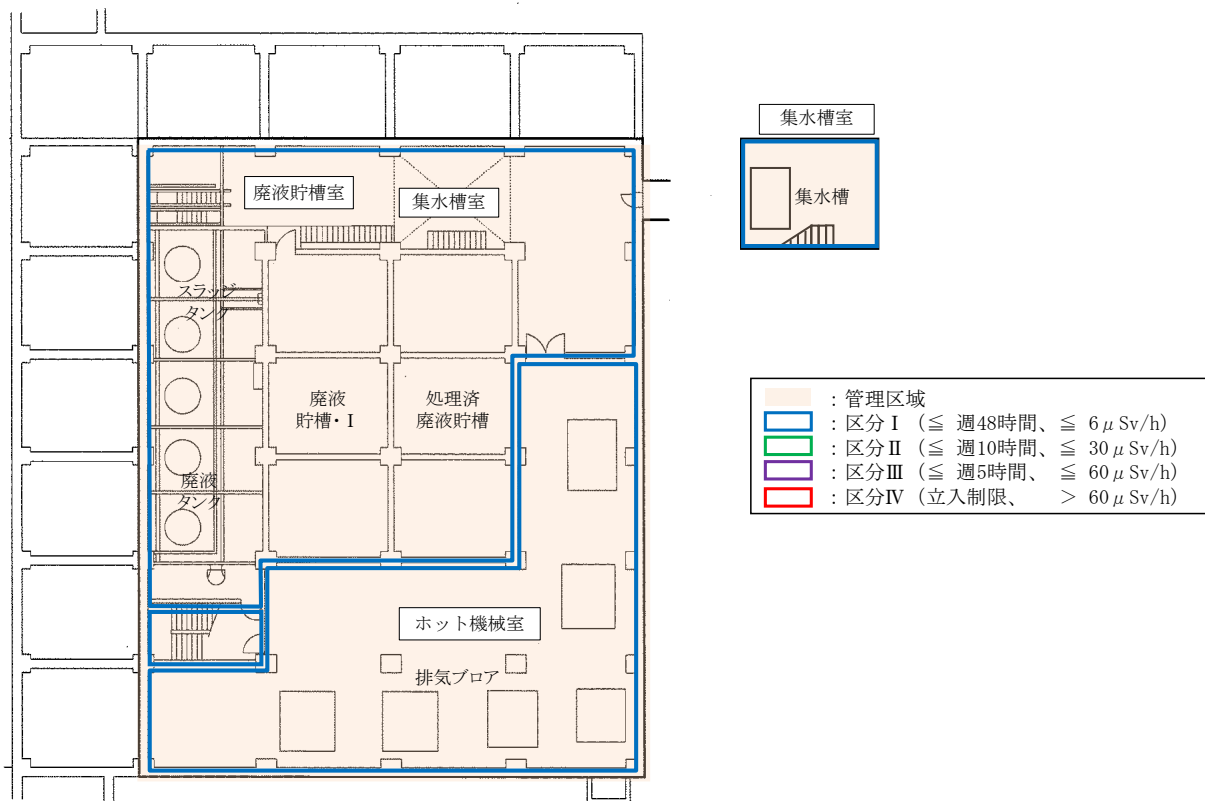 集水槽室
集水槽
廃液貯槽室
集水槽室
スラッジ
タンク
廃液
貯槽・Ⅰ
処理済
廃液貯槽
廃液
タンク
ホット機械室
排気ブロア
：管理区域
：区分Ⅰ（≦ 週48時間、≦ 6μSv/h）
：区分Ⅱ（≦ 週10時間、≦ 30μSv/h）
：区分Ⅲ（≦ 週5時間、 ≦ 60μSv/h）
：区分Ⅳ（立入制限、 ＞ 60μSv/h）